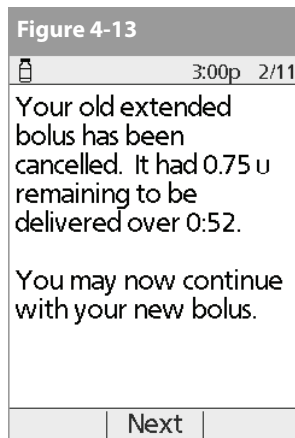 Figure 4-13
3:00p 2/11
Your old extended
bolus has been
cancelled. It had 0.75 u
remaining to be
delivered over 0:52.
You may now continue
with your new bolus.
Next